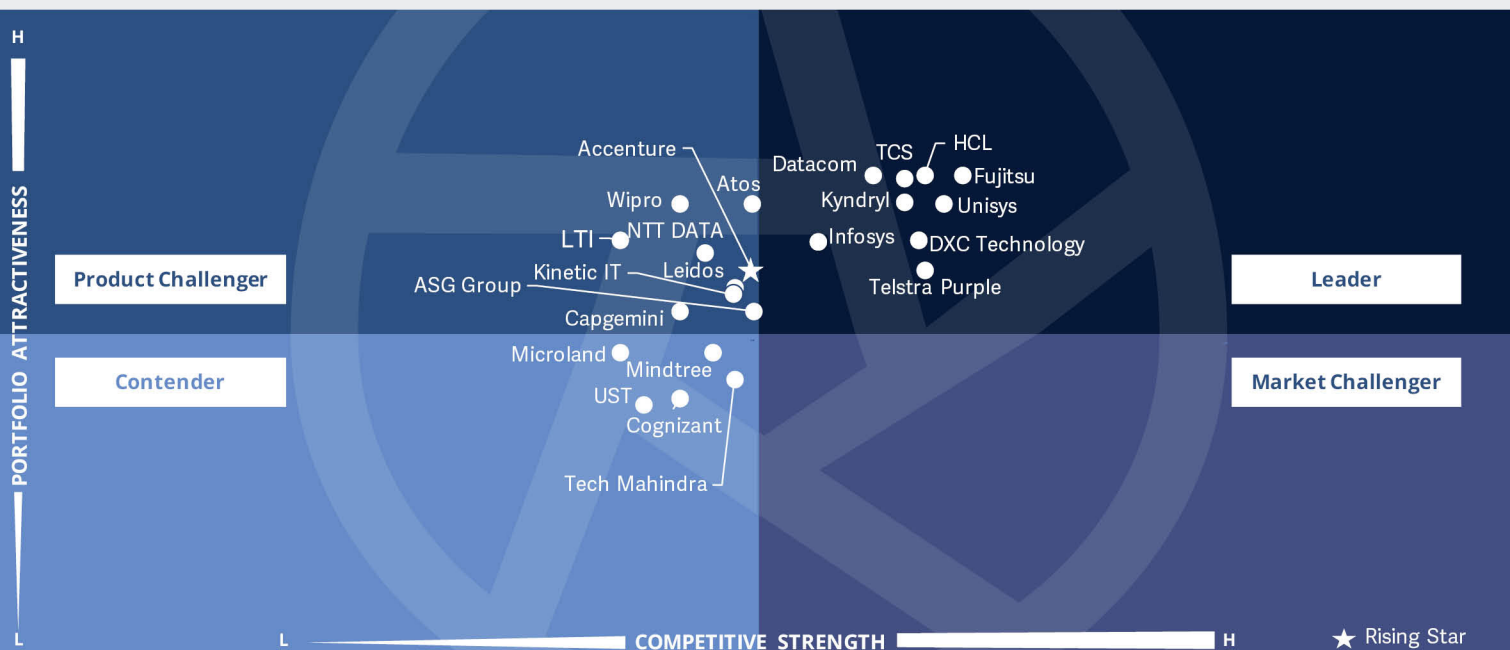 H
Accenture
HCL
TCS
Datacom
Fujitsu
Atos
Wipro
Kyndryl
Unisys
NTT DATA
LTI
Infosys
DXC Technology
Leidos
Kinetic IT
ASG Group
Telstra Purple
Product Challenger
Leader
Capgemini
Microland
Mindtree
Contender
Market Challenger
UST
Cognizant
Tech Mahindra
PORTFOLIO ATTRACTIVENESS
L
L
COMPETITIVE STRENGTH
H
Rising Star